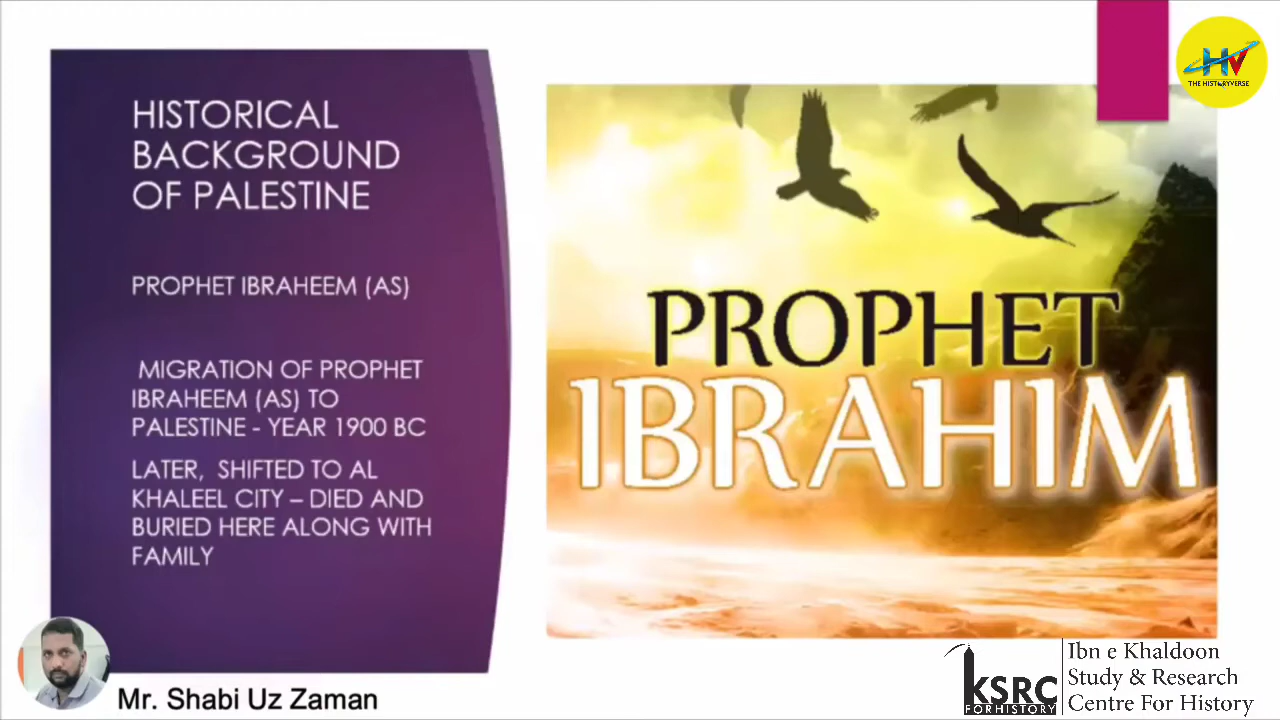 HISTORICAL
BACKGROUND
OF PALESTINE
PROPHET IBRAHEEM (AS)
MIGRATION OF PROPHET
IBRAHEEM (AS) TO
PALESTINE - YEAR 1900 BC
LATER, SHIFTED TO AL
KHALEEL CITY – DIED AND
BURIED HERE ALONG WITH
FAMILY
PROPHET
IBRAHIM
HV
THE HISTORYVERSE
Mr. Shabi Uz Zaman
kSRC
FORHISTORY
Ibn e Khaldoon
Study & Research
Centre For History